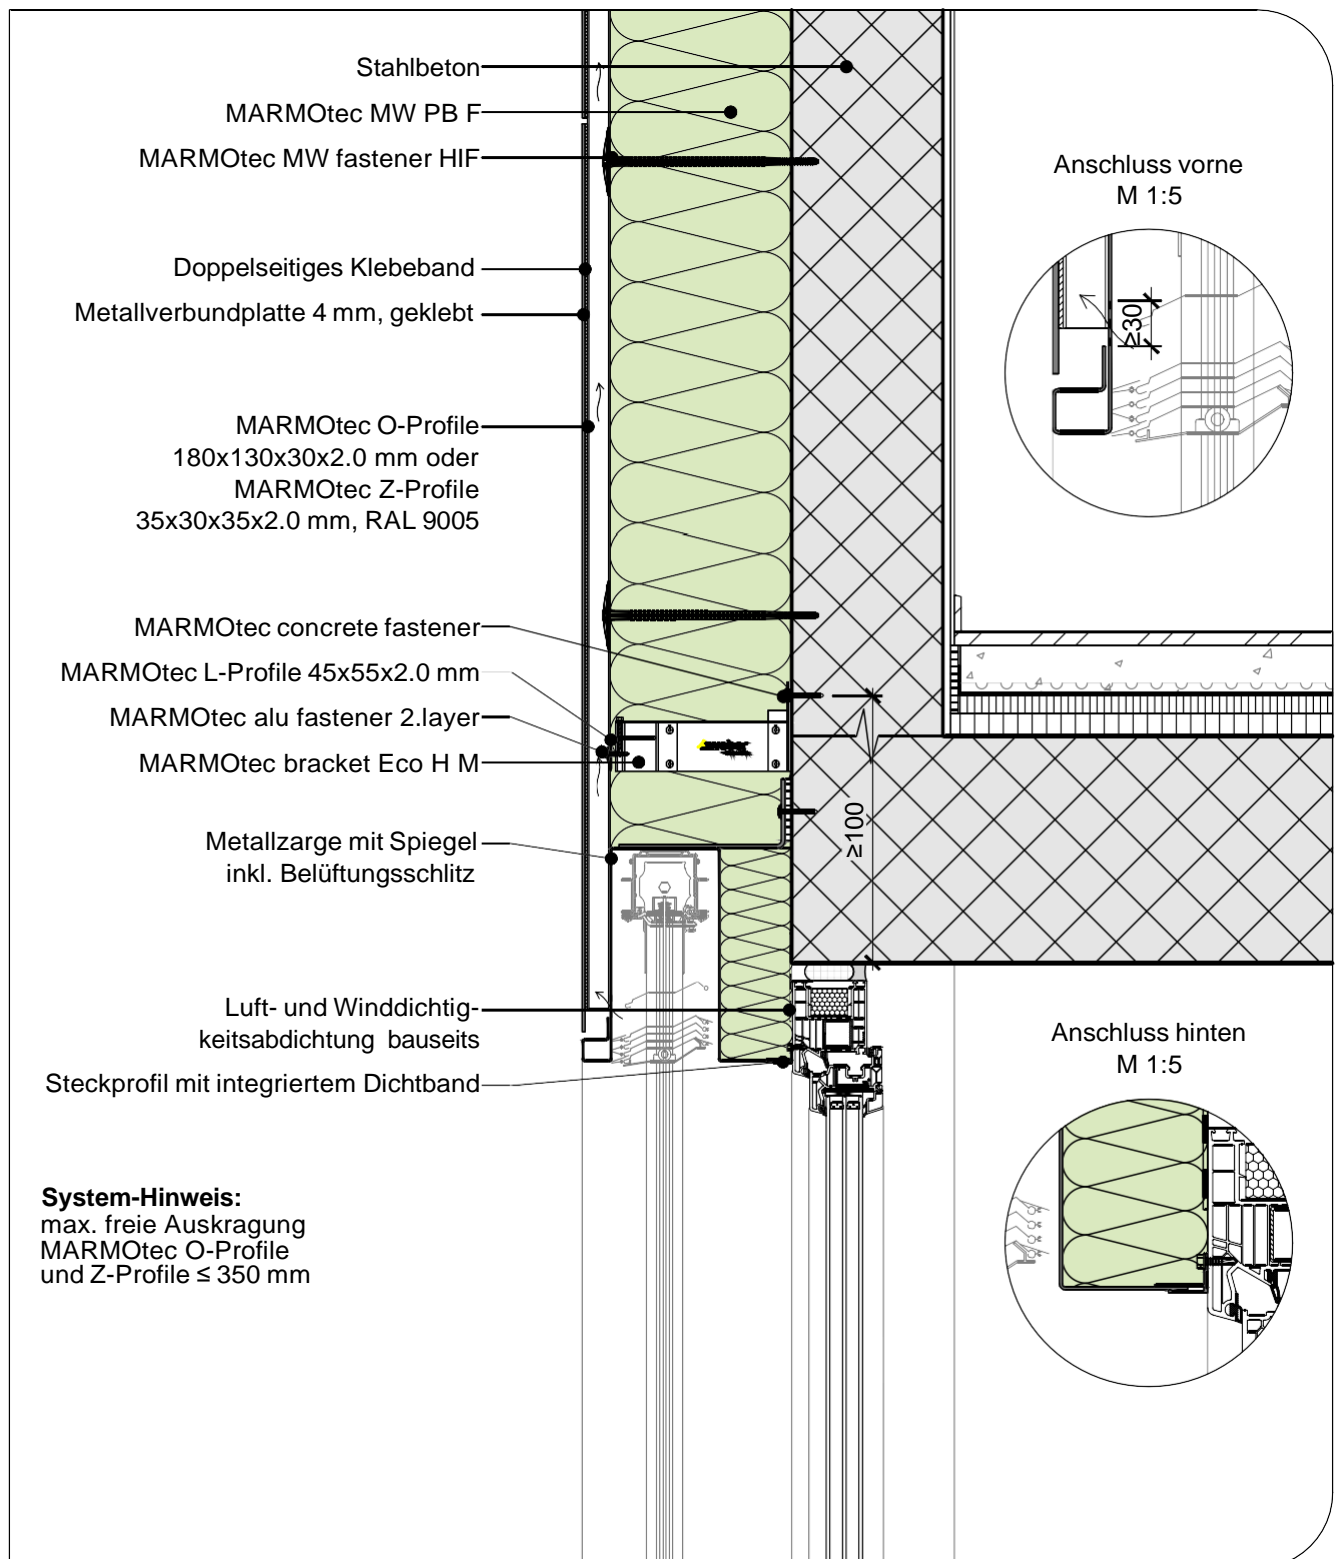 Stahlbeton
MARMOtec MW PB F
MARMOtec MW fastener HIF
Doppelseitiges Klebeband
Metallverbundplatte 4 mm, geklebt
MARMOtec O-Profile
180x130x30x2.0 mm oder
MARMOtec Z-Profile
35x30x35x2.0 mm, RAL 9005
MARMOtec concrete fastener
MARMOtec L-Profile 45x55x2.0 mm
MARMOtec alu fastener 2.layer
MARMOtec bracket Eco H M
Metallzarge mit Spiegel
inkl. Belüftungsschlitz
Luft- und Winddichtig-
keitsabdichtung bauseits
Steckprofil mit integriertem Dichtband
System-Hinweis:
max. freie Auskragung
MARMOtec O-Profile
und Z-Profile ≤ 350 mm
weber
≥100
Anschluss vorne
M 1:5
≥30
Anschluss hinten
M 1:5